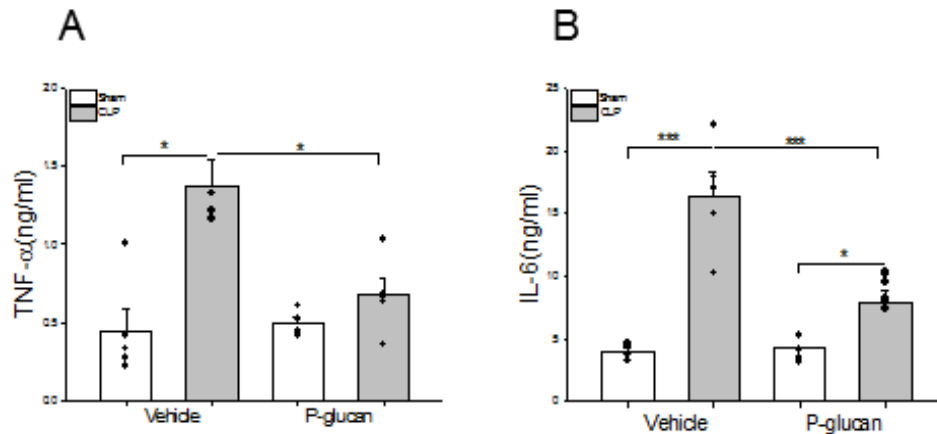 A
TNF-α(ng/ml)
2.0
1.5
1.0
0.5
0.0
Sham
CLP
*
*
Vehicle
P-glucan
B
IL-6(ng/ml)
25
20
15
10
5
0
Sham
CLP
***
***
*
Vehicle
P-glucan